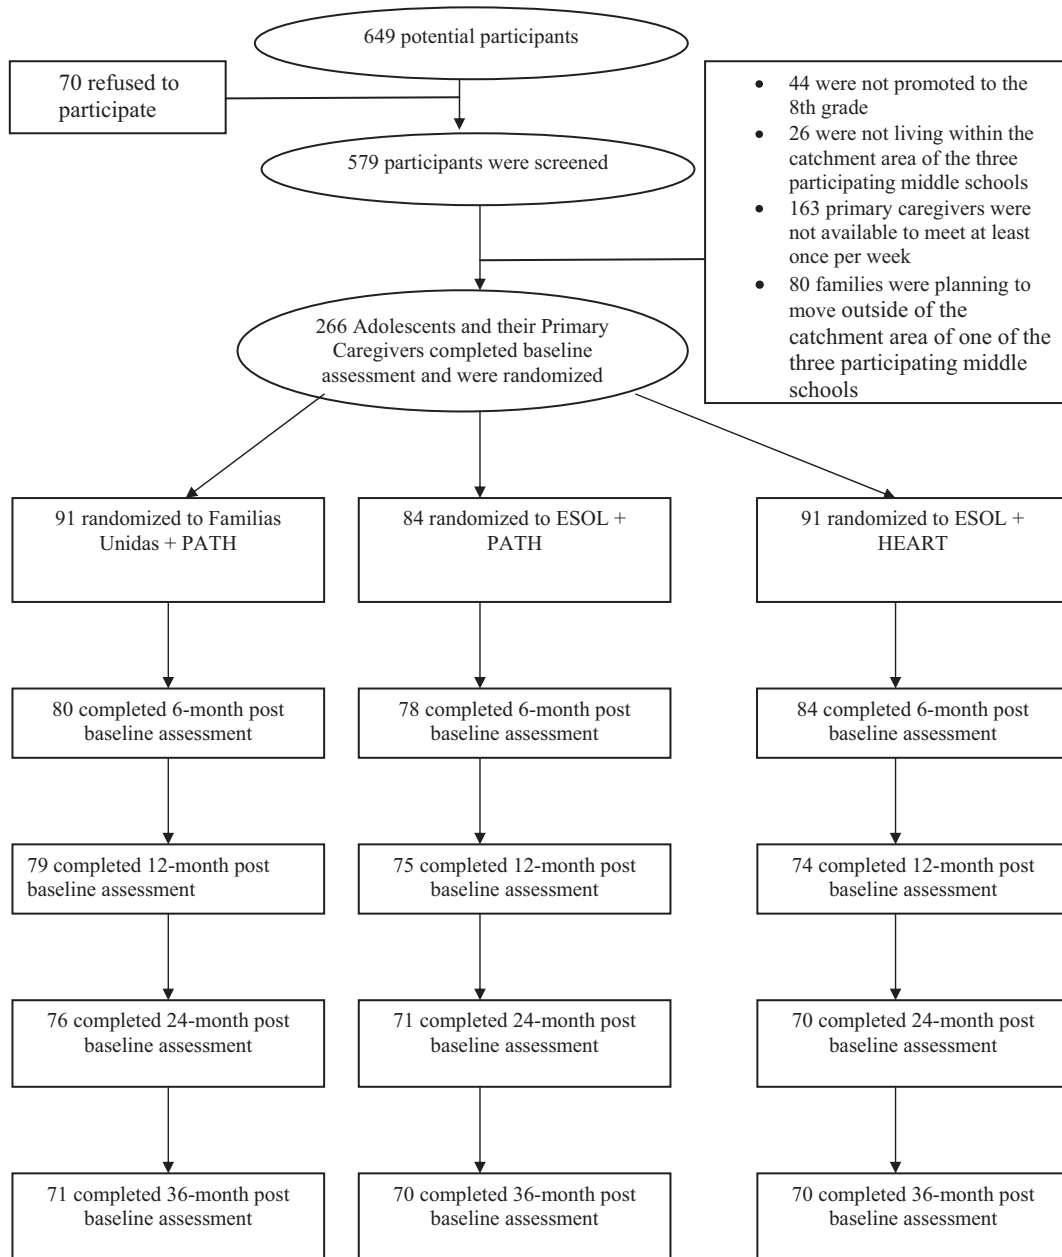 649 potential participants
70 refused to
participate
579 participants were screened
• 44 were not promoted to the
8th grade
• 26 were not living within the
catchment area of the three
participating middle schools
• 163 primary caregivers were
not available to meet at least
once per week
• 80 families were planning to
move outside of the
catchment area of one of the
three participating middle
schools
266 Adolescents and their Primary
Caregivers completed baseline
assessment and were randomized
91 randomized to Familias
Unidas + PATH
84 randomized to ESOL +
PATH
91 randomized to ESOL +
HEART
80 completed 6-month post
baseline assessment
78 completed 6-month post
baseline assessment
84 completed 6-month post
baseline assessment
79 completed 12-month post
baseline assessment
75 completed 12-month post
baseline assessment
74 completed 12-month post
baseline assessment
76 completed 24-month post
baseline assessment
71 completed 24-month post
baseline assessment
70 completed 24-month post
baseline assessment
71 completed 36-month post
baseline assessment
70 completed 36-month post
baseline assessment
70 completed 36-month post
baseline assessment